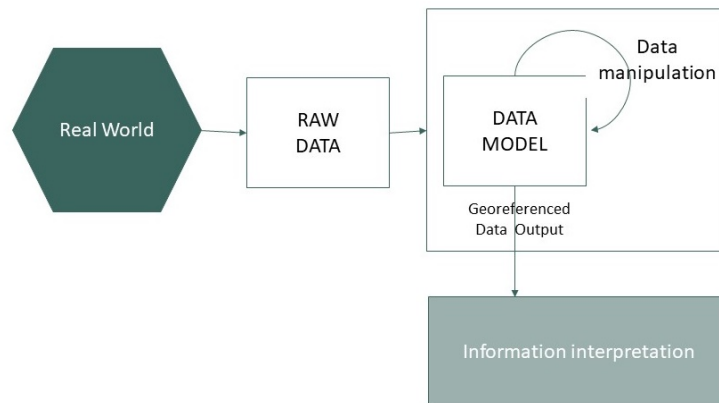 Real World
RAW
DATA
Data
manipulation
DATA
MODEL
Georeferenced
Data Output
Information interpretation